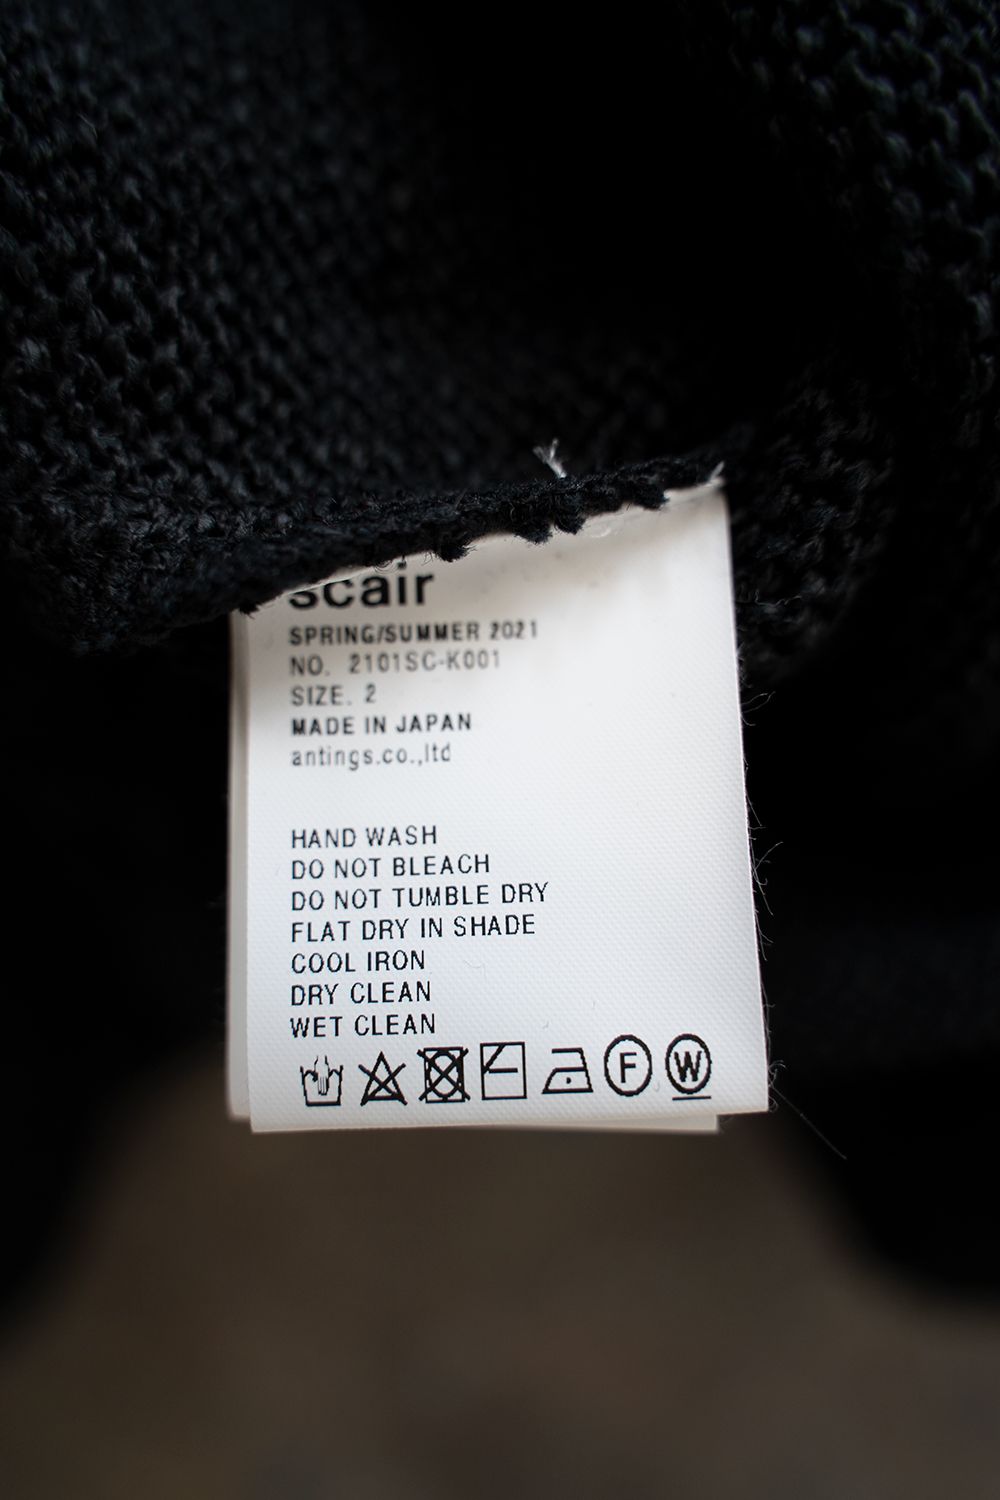 scair
SPRING/SUMMER 2021
NO. 2101SC-K001
SIZE. 2
MADE IN JAPAN
antings.co.,ltd
HAND WASH
DO NOT BLEACH
DO NOT TUMBLE DRY
FLAT DRY IN SHADE
COOL IRON
DRY CLEAN
WET CLEAN
F W